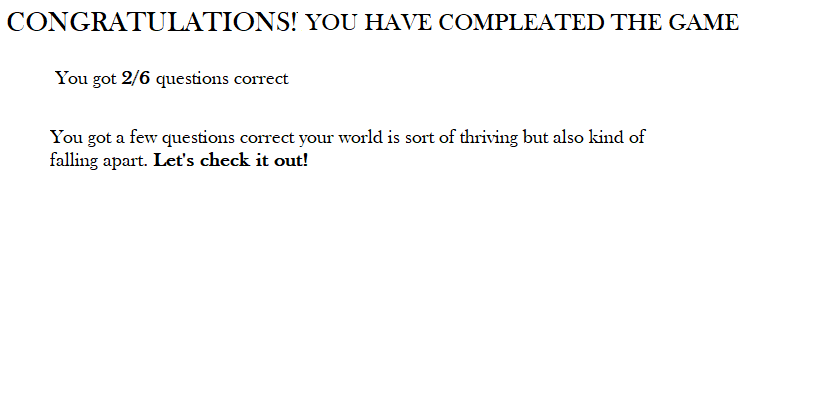 CONGRATULATIONS! YOU HAVE COMPLEATED THE GAME
You got 2/6 questions correct
You got a few questions correct your world is sort of thriving but also kind of
falling apart. Let's check it out!